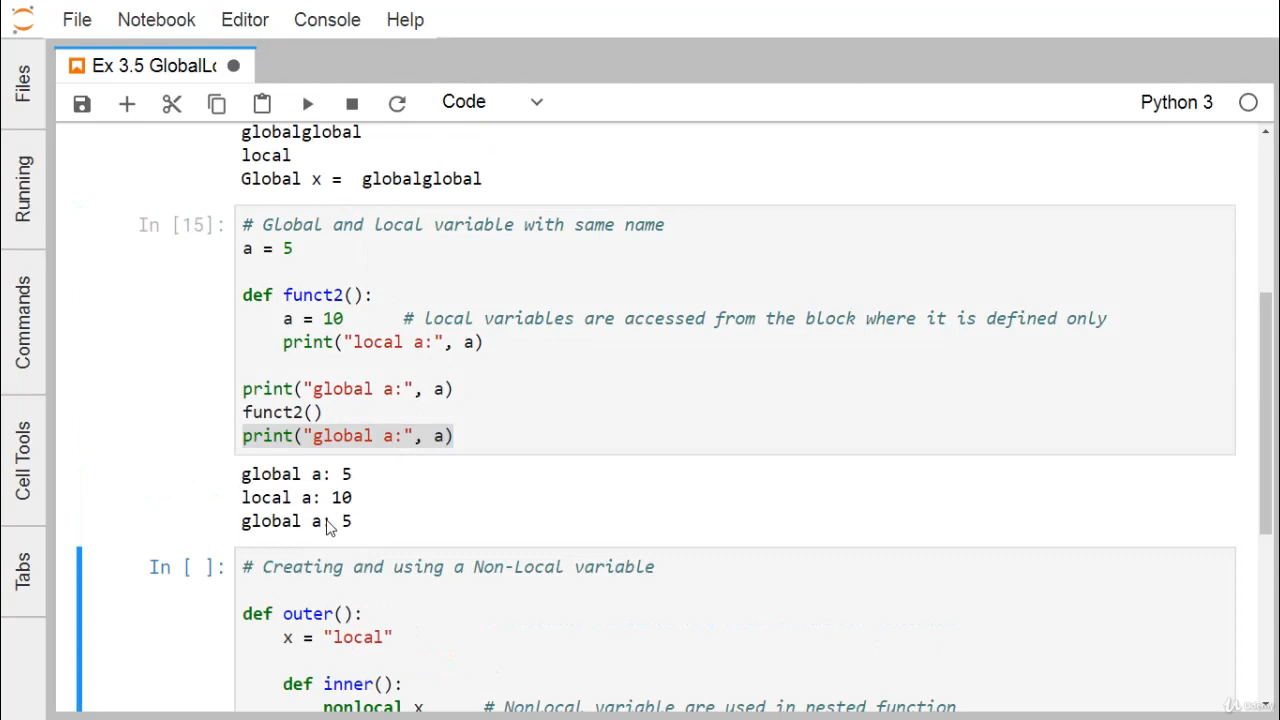 File Notebook Editor Console Help
Ex 3.5 GlobalLo
Code
Python 3
Files
Running
Commands
Cell Tools
Tabs
globalglobal
local
Global x =  globalglobal
In [15]:
# Global and local variable with same name
a = 5
def funct2():
    a = 10      # local variables are accessed from the block where it is defined only
    print("local a:", a)
print("global a:", a)
funct2()
print("global a:", a)
global a: 5
local a: 10
global a: 5
In [ ]:
# Creating and using a Non-Local variable
def outer():
    x = "local"
    def inner():
        nonlocal x      # Nonlocal variable are used in nested function
Udemy